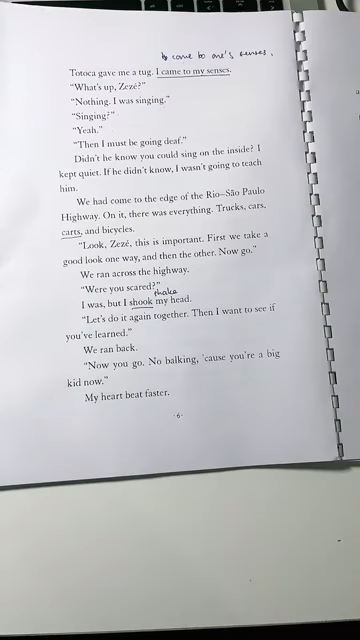 to come to one's senses.
Totoca gave me a tug. I came to my senses.
"What's up, Zezé?"
"Nothing. I was singing."
"Singing?"
"Yeah."
"Then I must be going deaf."
Didn't he know you could sing on the inside? I
kept quiet. If he didn't know, I wasn't going to teach
him.
We had come to the edge of the Rio–São Paulo
Highway. On it, there was everything. Trucks, cars,
carts, and bicycles.
"Look, Zezé, this is important. First we take a
good look one way, and then the other. Now go."
We ran across the highway.
"Were you scared?"
shake
I was, but I shook my head.
"Let's do it again together. Then I want to see if
you've learned."
We ran back.
"Now you go. No balking, 'cause you're a big
kid now."
My heart beat faster.
·6·